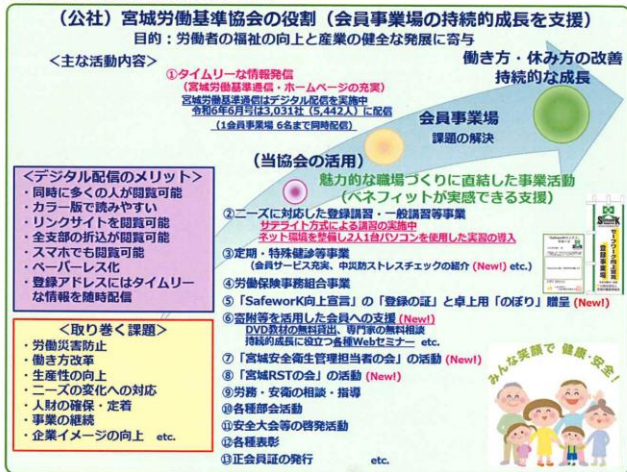 （公社）宮城労働基準協会の役割（会員事業場の持続的成長を支援）
目的：労働者の福祉の向上と産業の健全な発展に寄与
＜主な活動内容＞
働き方・休み方の改善
持続的な成長
①タイムリーな情報発信
（宮城労働基準通信・ホームページの充実）
宮城労働基準通信はデジタル配信を実施中
令和6年6月号は3,031社（5,442人）に配信
（1会員事業場 6名まで同時配信）
会員事業場
課題の解決
（当協会の活用）
魅力的な職場づくりに直結した事業活動
（ベネフィットが実感できる支援）
＜デジタル配信のメリット＞
・同時に多くの人が閲覧可能
・カラー版で読みやすい
・リンクサイトを閲覧可能
・全支部の折込が閲覧可能
・スマホでも閲覧可能
・ペーパーレス化
・登録アドレスにはタイムリー
な情報を随時配信
＜取り巻く課題＞
・労働災害防止
・働き方改革
・生産性の向上
・ニーズの変化への対応
・人財の確保・定着
・事業の継続
・企業イメージの向上 etc.
②ニーズに対応した登録講習・一般講習等事業
サテライト方式による講習の実施中
ネット環境を整備し2人1台パソコンを使用した実習の導入
③定期・特殊健診等事業
（会員サービス充実、中災防ストレスチェックの紹介 (New!) etc.）
④労働保険事務組合事業
⑤「SafeworK向上宣言」の「登録の証」と卓上用「のぼり」贈呈 (New!)
⑥寄附等を活用した会員への支援 (New!)
DVD教材の無料貸出、専門家の無料相談
持続的成長に役立つ各種Webセミナー etc.
⑦「宮城安全衛生管理担当者の会」の活動 (New!)
⑧「宮城RSTの会」の活動 (New!)
⑨労務・安衛の相談・指導
⑩各種部会活動
⑪安全大会等の啓発活動
⑫各種表彰
⑬正会員証の発行 etc.
セーフワーク向上宣言
登録事業場
みんな笑顔で 健康・安全！